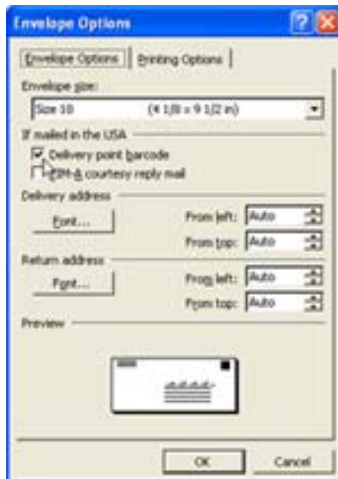 Envelope Options
Envelope Options Printing Options
Envelope size:
Size 10 (4 1/8 x 9 1/2 in)
If mailed in the USA
Delivery point barcode
FIM-A courtesy reply mail
Delivery address
Font... From left: Auto
From top: Auto
Return address
Font... From left: Auto
From top: Auto
Preview
OK Cancel